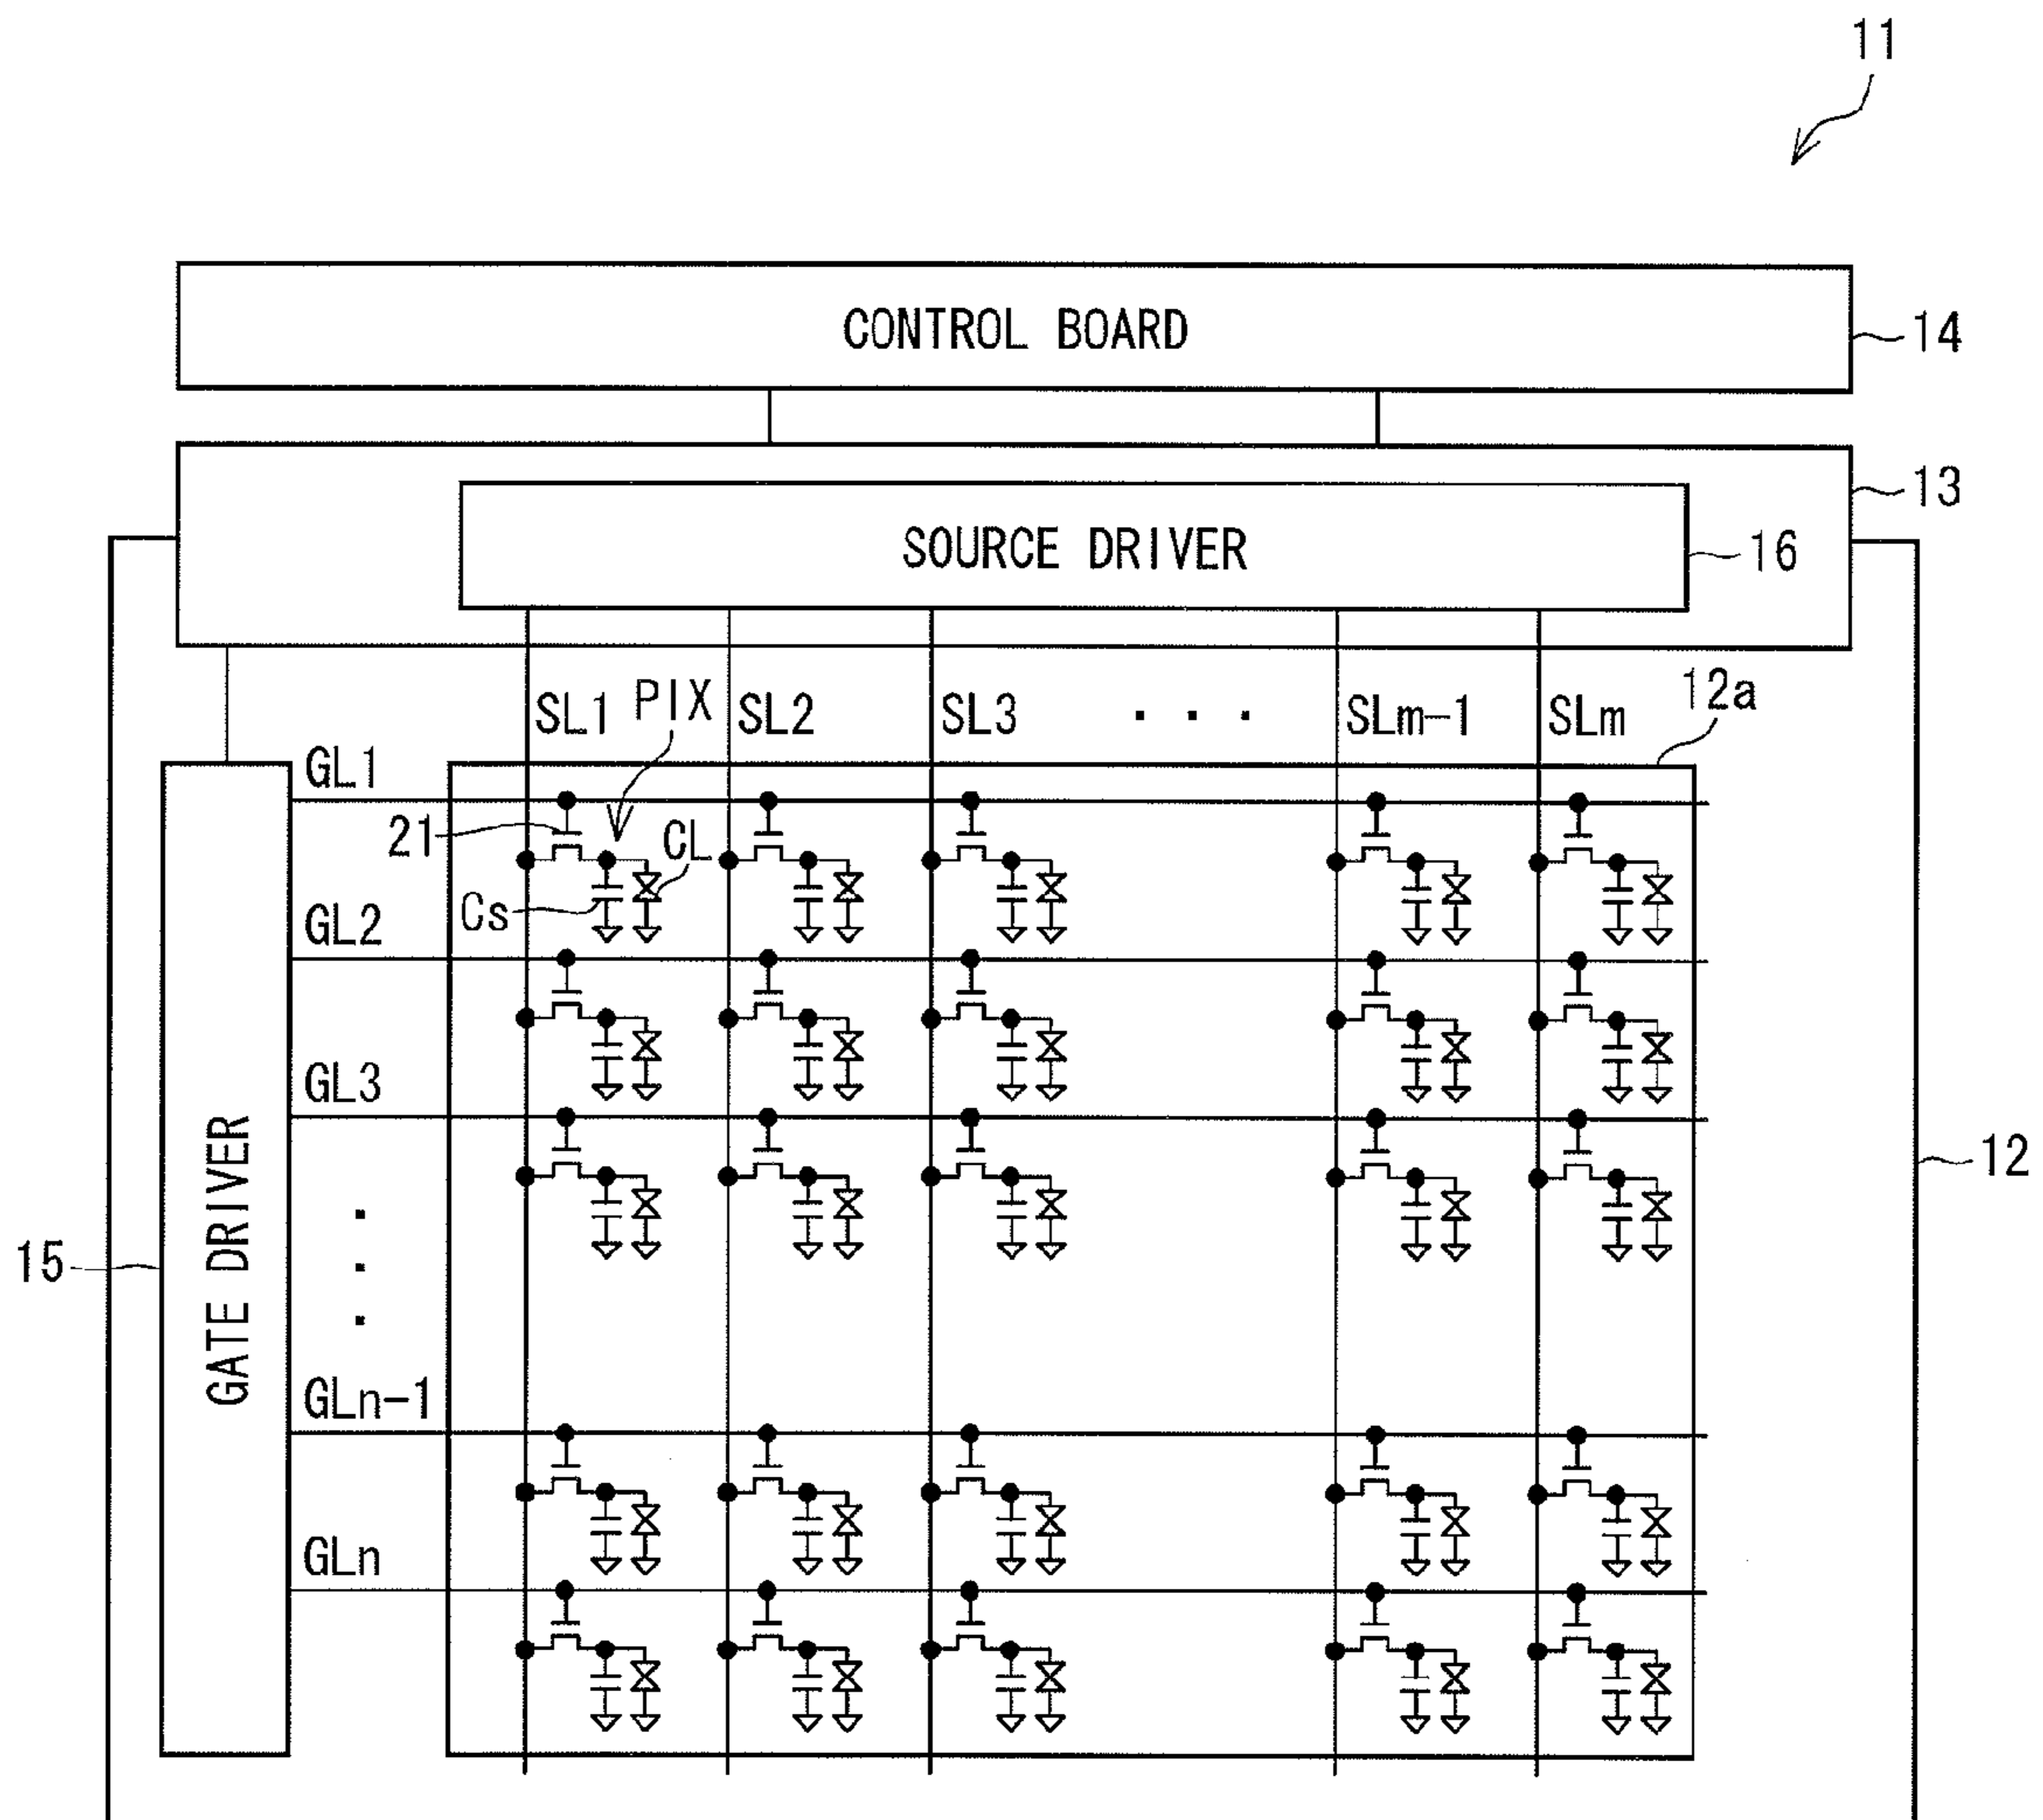 11
CONTROL BOARD
14
13
SOURCE DRIVER
16
SL1 PIX SL2 SL3 . . . SLm-1 SLm
12a
GL1
21
CL
Cs
GL2
GL3
12
GATE DRIVER
15
.
.
.
GLn-1
GLn